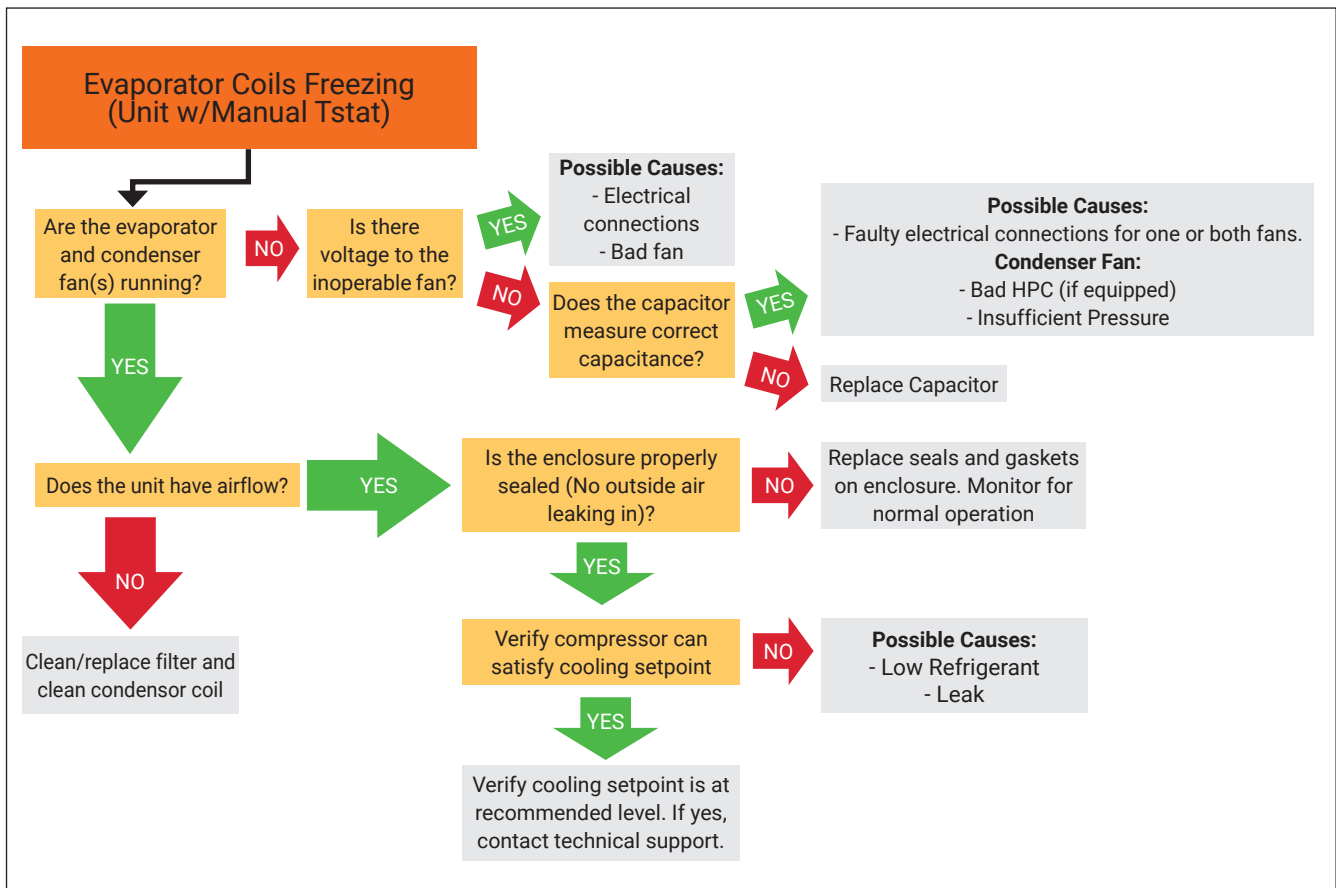 Evaporator Coils Freezing
(Unit w/Manual Tstat)
Are the evaporator
and condenser
fan(s) running?
NO
Is there
voltage to the
inoperable fan?
YES
Possible Causes:
- Electrical
connections
- Bad fan
NO
Does the capacitor
measure correct
capacitance?
YES
Possible Causes:
- Faulty electrical connections for one or both fans.
Condenser Fan:
- Bad HPC (if equipped)
- Insufficient Pressure
NO
Replace Capacitor
YES
Does the unit have airflow?
YES
Is the enclosure properly
sealed (No outside air
leaking in)?
NO
Replace seals and gaskets
on enclosure. Monitor for
normal operation
NO
Clean/replace filter and
clean condensor coil
YES
Verify compressor can
satisfy cooling setpoint
NO
Possible Causes:
- Low Refrigerant
- Leak
YES
Verify cooling setpoint is at
recommended level. If yes,
contact technical support.